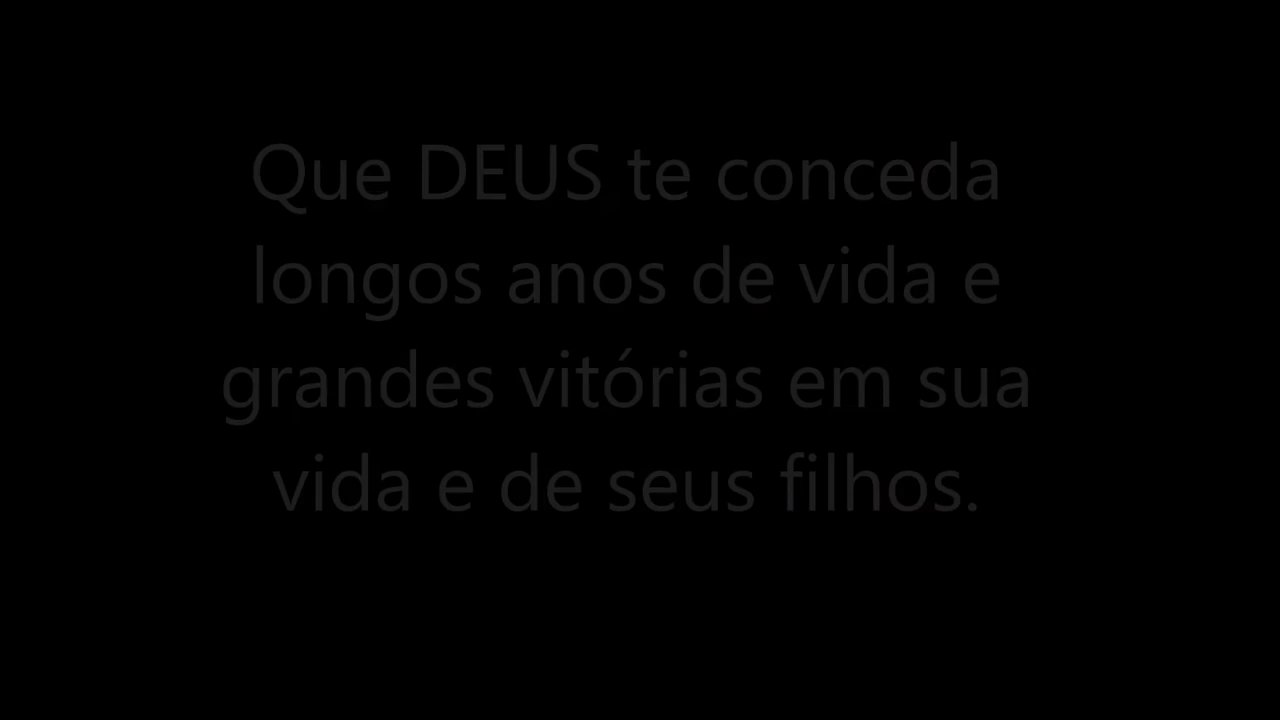 Que DEUS te conceda
longos anos de vida e
grandes vitórias em sua
vida e de seus filhos.